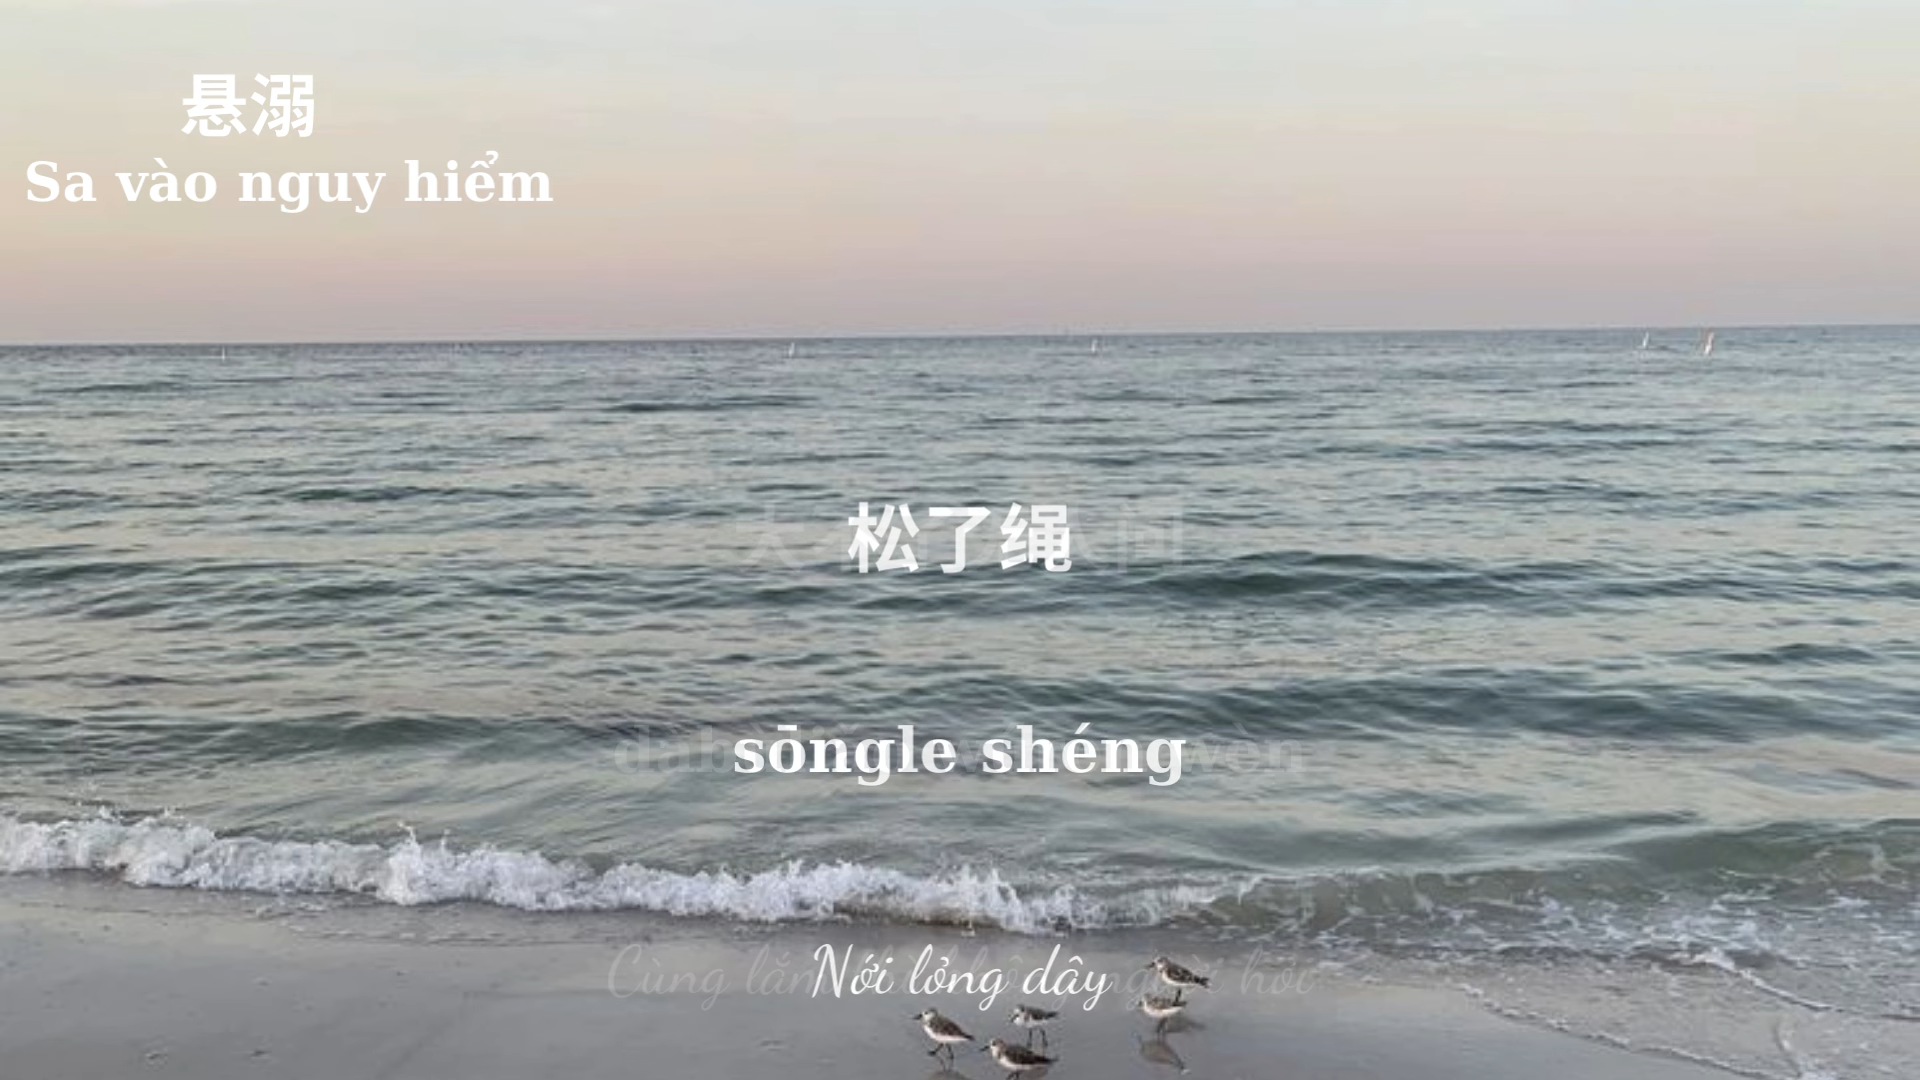 悬溺
Sa vào nguy hiểm
松了绳
sōngle shéng
Nới lỏng dây